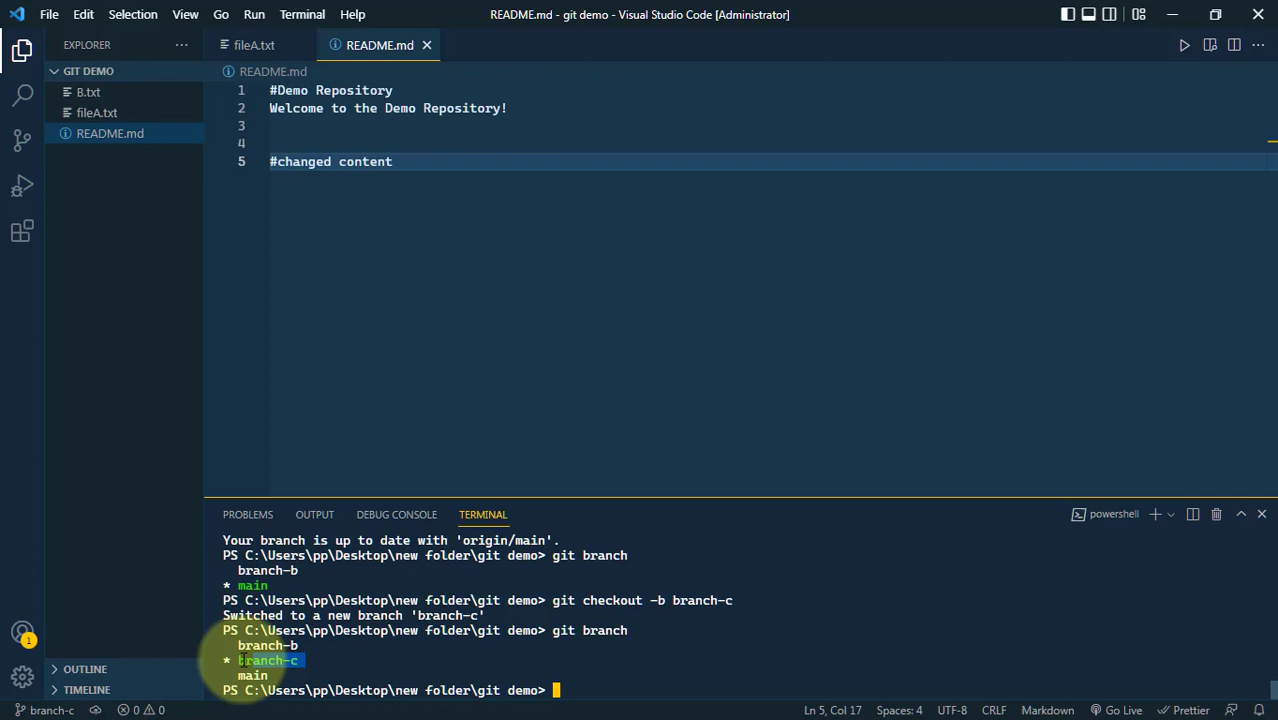 File Edit Selection View Go Run Terminal Help
README.md - git demo - Visual Studio Code [Administrator]
EXPLORER
fileA.txt
README.md
GIT DEMO
B.txt
fileA.txt
README.md
README.md
1 #Demo Repository
2 Welcome to the Demo Repository!
3
4
5 #changed content
PROBLEMS OUTPUT DEBUG CONSOLE TERMINAL
powershell
Your branch is up to date with 'origin/main'.
PS C:\Users\pp\Desktop\new folder\git demo> git branch
branch-b
* main
PS C:\Users\pp\Desktop\new folder\git demo> git checkout -b branch-c
Switched to a new branch 'branch-c'
PS C:\Users\pp\Desktop\new folder\git demo> git branch
branch-b
* branch-c
main
PS C:\Users\pp\Desktop\new folder\git demo>
1
OUTLINE
TIMELINE
branch-c 0 0 Ln 5, Col 17 Spaces: 4 UTF-8 CRLF Markdown Go Live Prettier